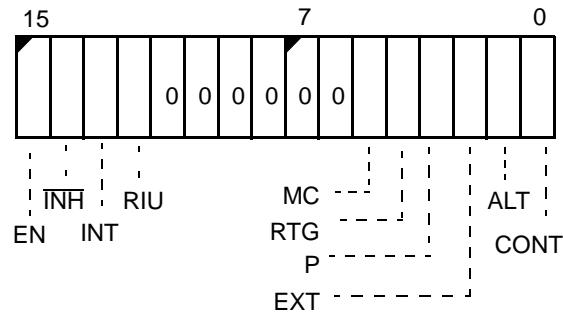 15 7 0
0 0 0 0 0 0
INH RIU MC ALT
EN INT RTG CONT
P
EXT